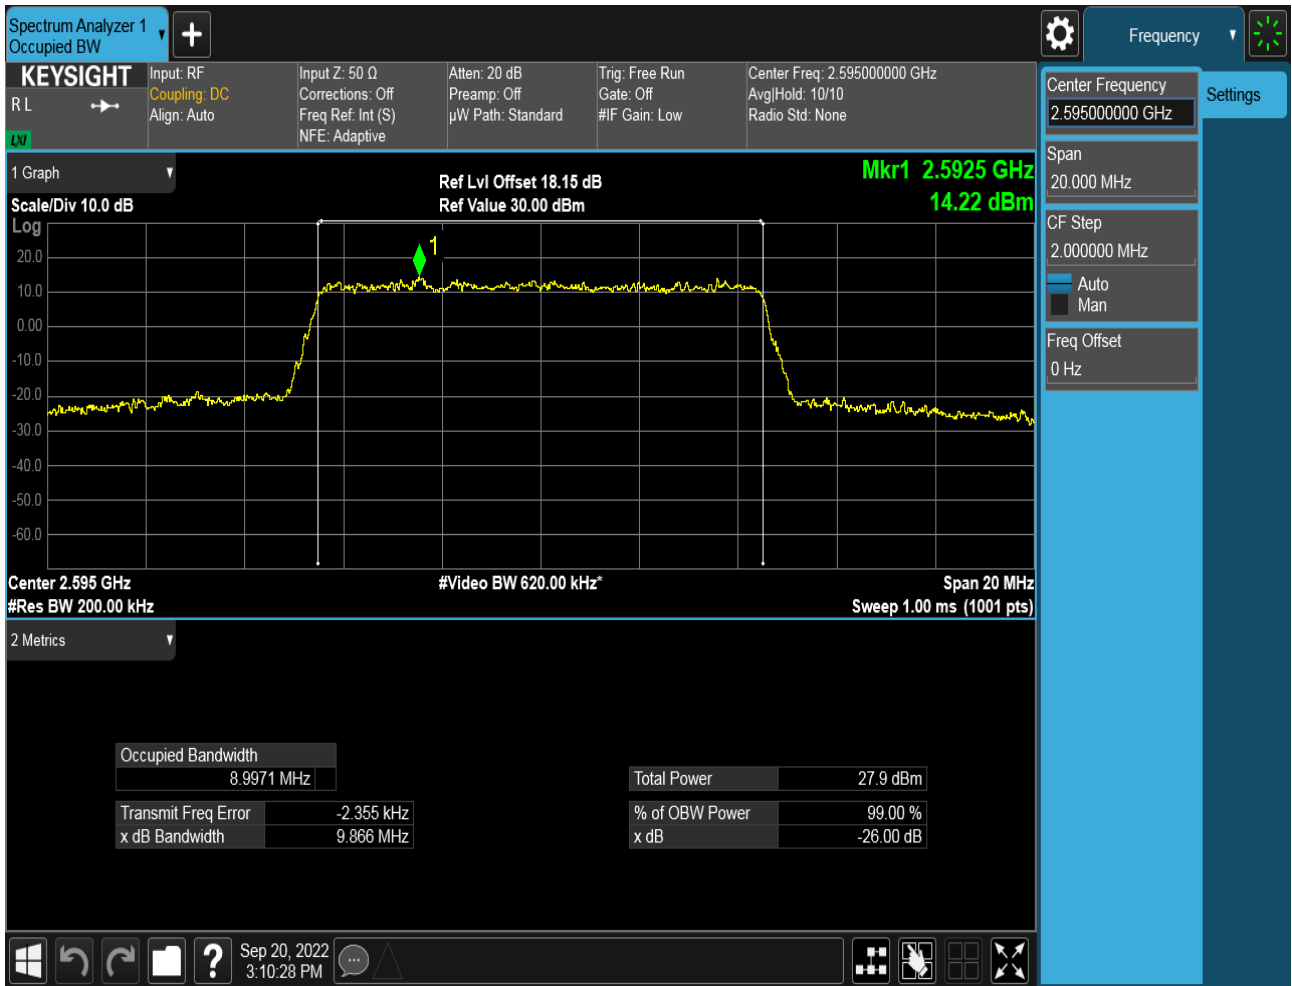 Spectrum Analyzer 1
Occupied BW
Frequency
KEYSIGHT
R L
LXI
Input: RF
Coupling: DC
Align: Auto
Input Z: 50 Ω
Corrections: Off
Freq Ref: Int (S)
NFE: Adaptive
Atten: 20 dB
Preamp: Off
µW Path: Standard
Trig: Free Run
Gate: Off
#IF Gain: Low
Center Freq: 2.595000000 GHz
Avg|Hold: 10/10
Radio Std: None
Center Frequency
2.595000000 GHz
Settings
Span
20.000 MHz
CF Step
2.000000 MHz
Auto
Man
Freq Offset
0 Hz
1 Graph
Scale/Div 10.0 dB
Log
Ref Lvl Offset 18.15 dB
Ref Value 30.00 dBm
Mkr1 2.5925 GHz
14.22 dBm
1
20.0
10.0
0.00
-10.0
-20.0
-30.0
-40.0
-50.0
-60.0
Center 2.595 GHz
#Res BW 200.00 kHz
#Video BW 620.00 kHz*
Span 20 MHz
Sweep 1.00 ms (1001 pts)
2 Metrics
Occupied Bandwidth
8.9971 MHz
Transmit Freq Error -2.355 kHz
x dB Bandwidth 9.866 MHz
Total Power 27.9 dBm
% of OBW Power 99.00 %
x dB -26.00 dB
?
Sep 20, 2022
3:10:28 PM